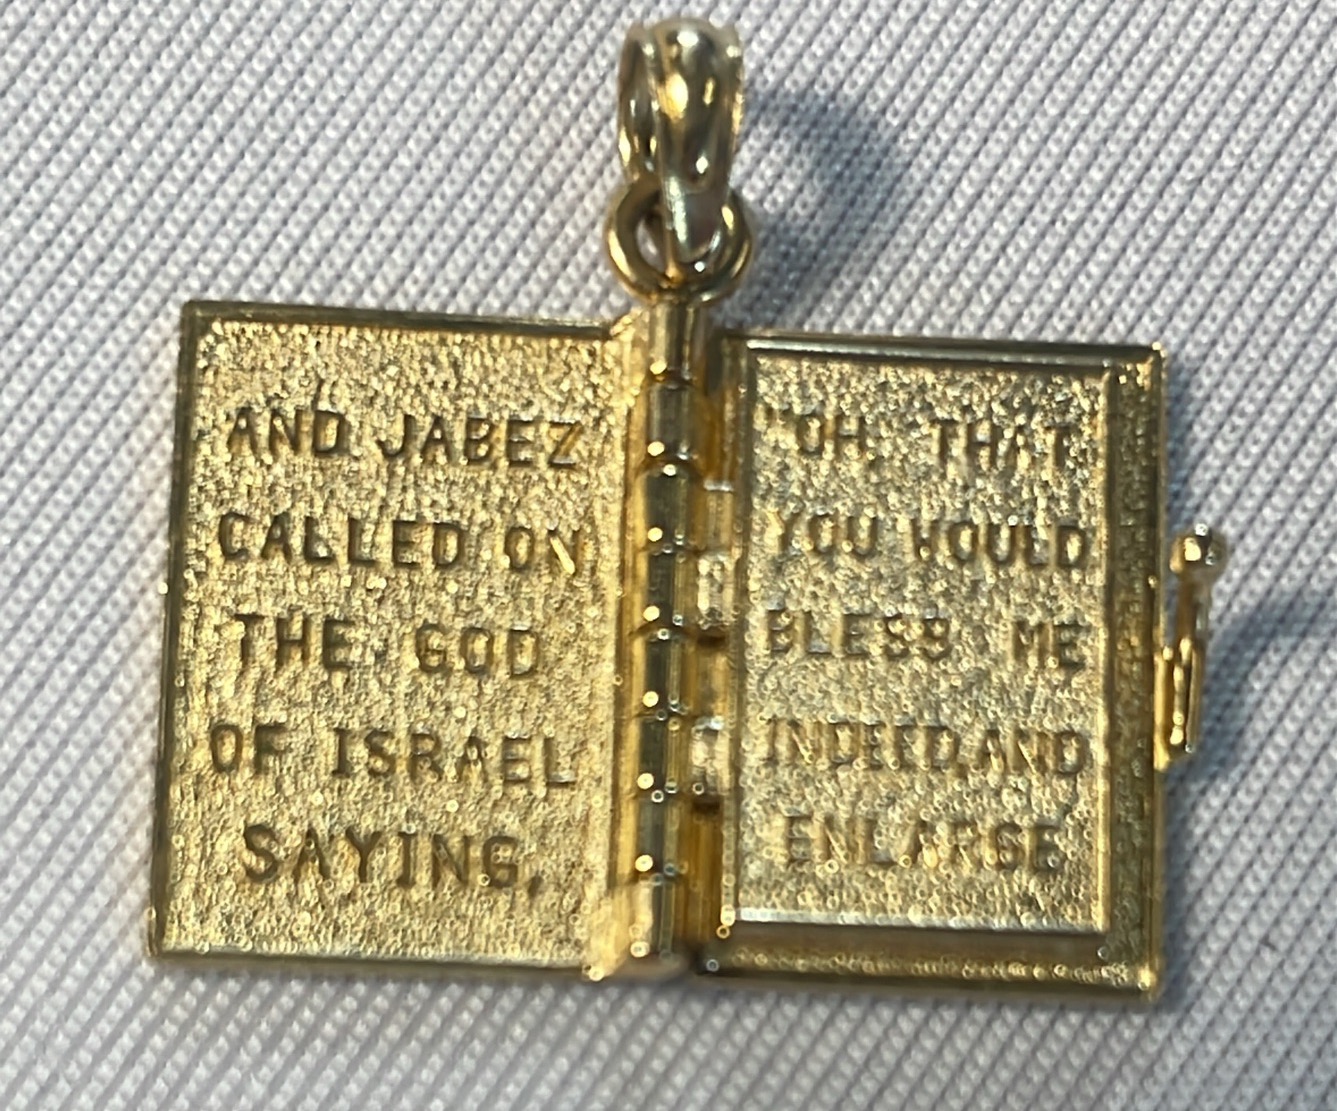 AND JABEZ
CALLED ON
THE GOD
OF ISRAEL
SAYING,
"OH, THAT
YOU WOULD
BLESS ME
INDEED, AND
ENLARGE